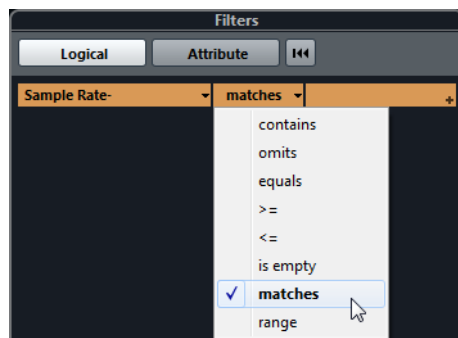 Filters
Logical Attribute
Sample Rate- matches +
contains
omits
equals
>=
<=
is empty
✓ matches
range